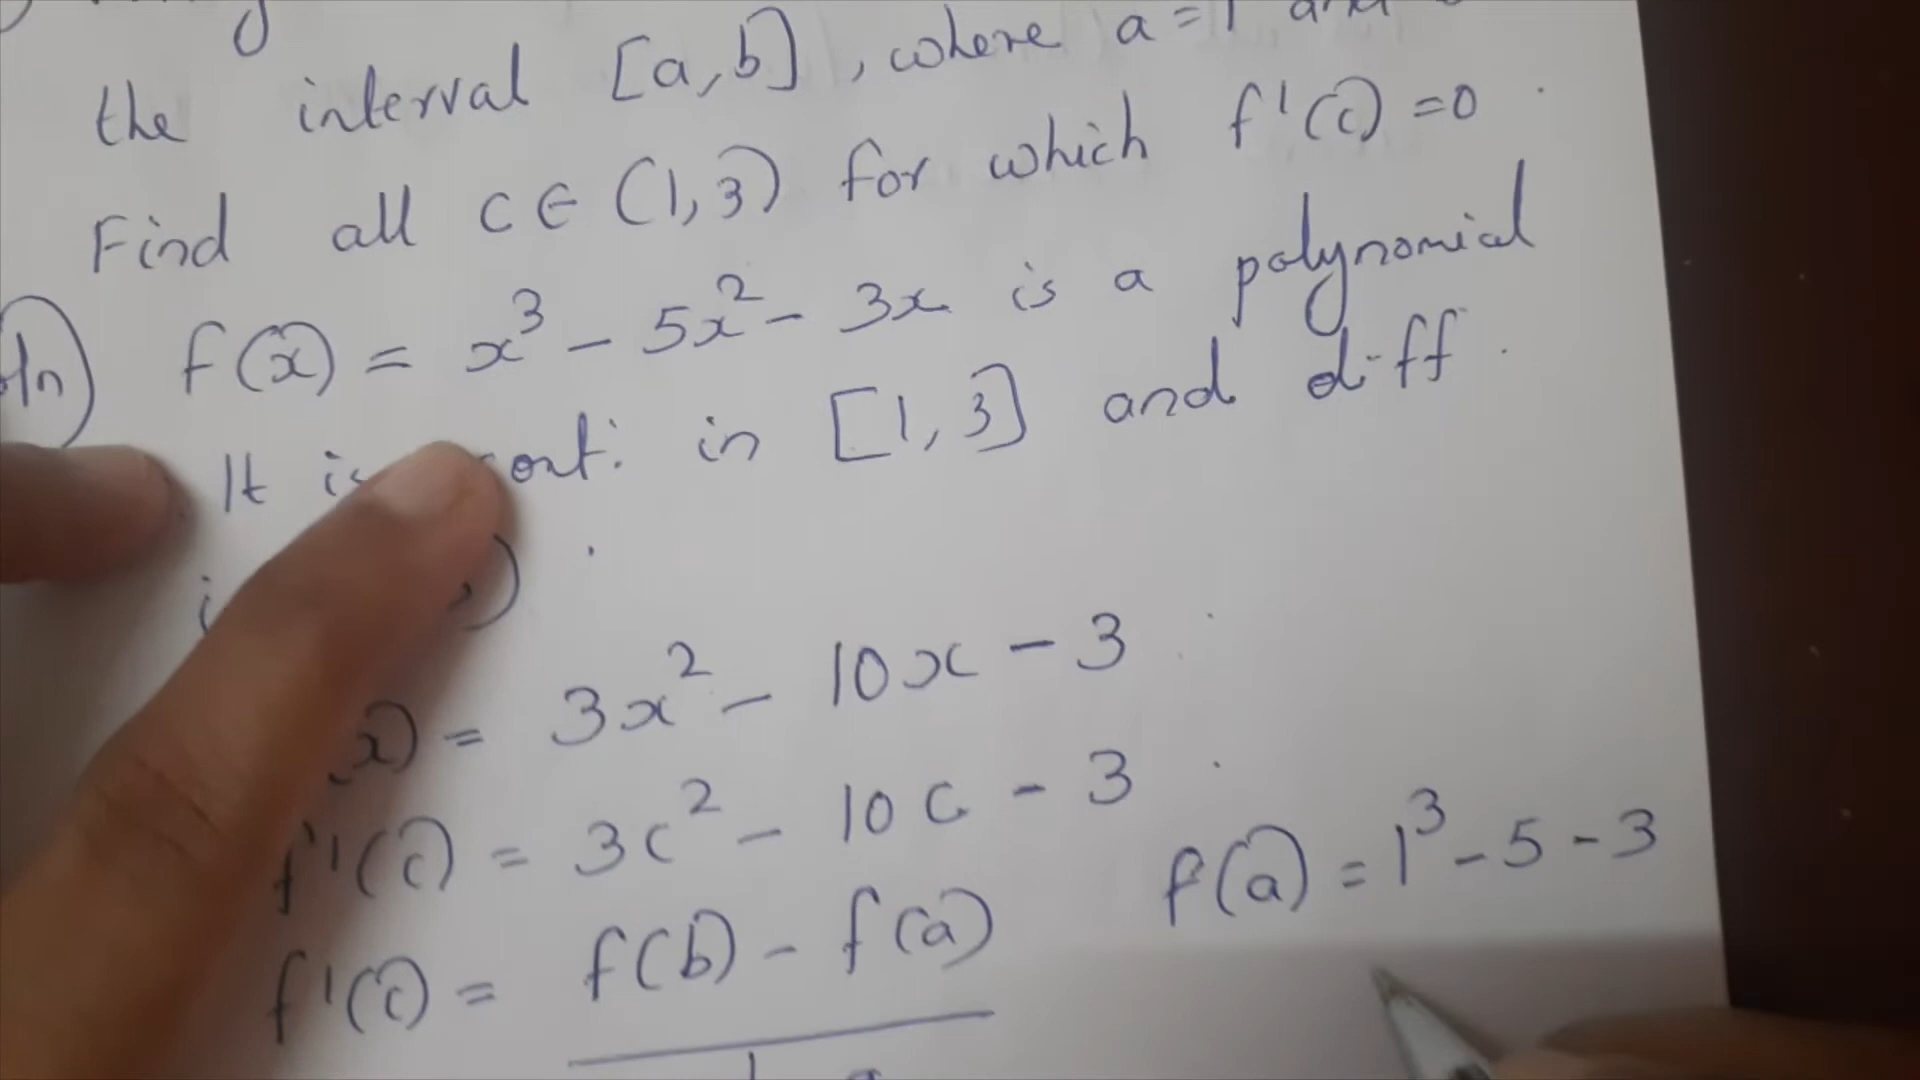 the interval [a,b], where a=1 and
Find all c∈(1,3) for which f'(c)=0.
f(x) = x³ - 5x² - 3x is a polynomial
It is cont. in [1,3] and diff.
x) = 3x² - 10x - 3
f'(c) = 3c² - 10c - 3
f(a) = 1³ - 5 - 3
f'(c) = f(b) - f(a)